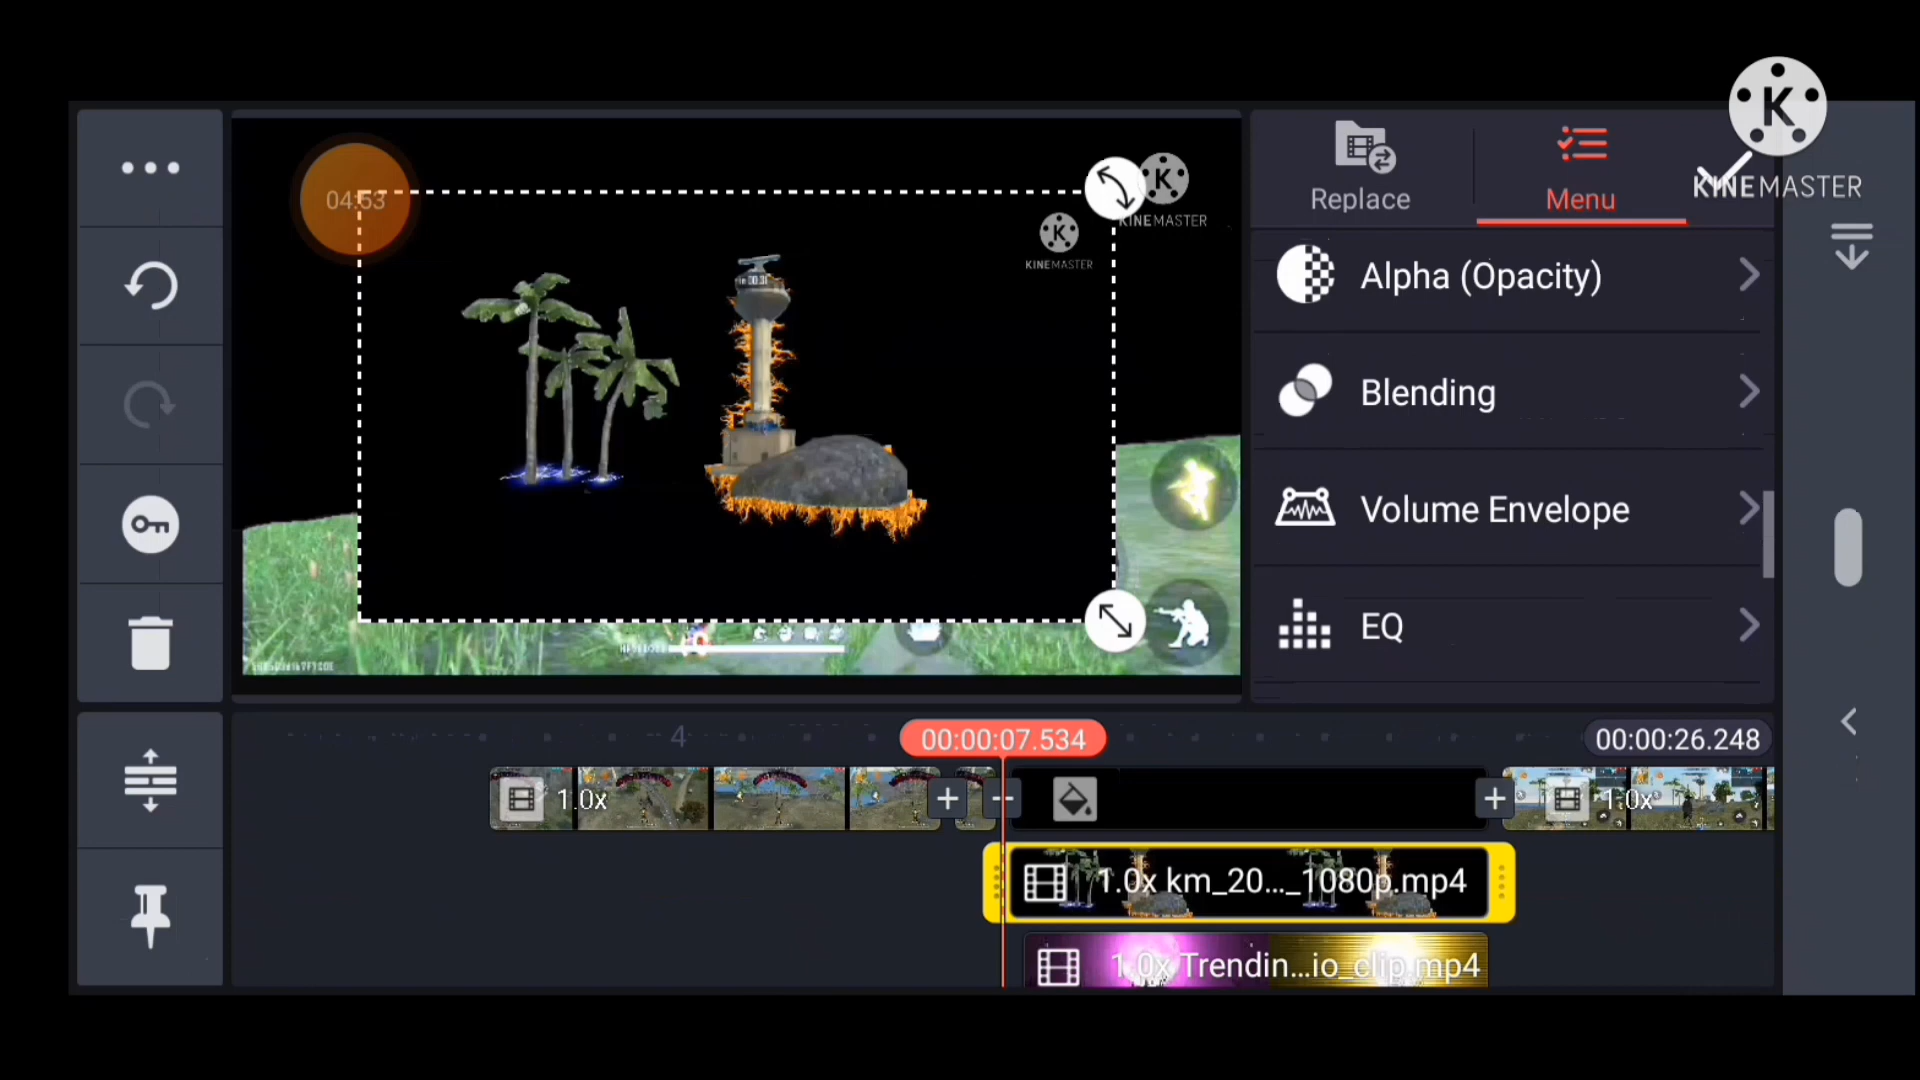 04:53
KINEMASTER
KINEMASTER
Replace
Menu
KINEMASTER
Alpha (Opacity)
Blending
Volume Envelope
EQ
4
00:00:07.534
00:00:26.248
1.0x
1.0x
1.0x km_20..._1080p.mp4
1.0x Trendin...io_clip.mp4